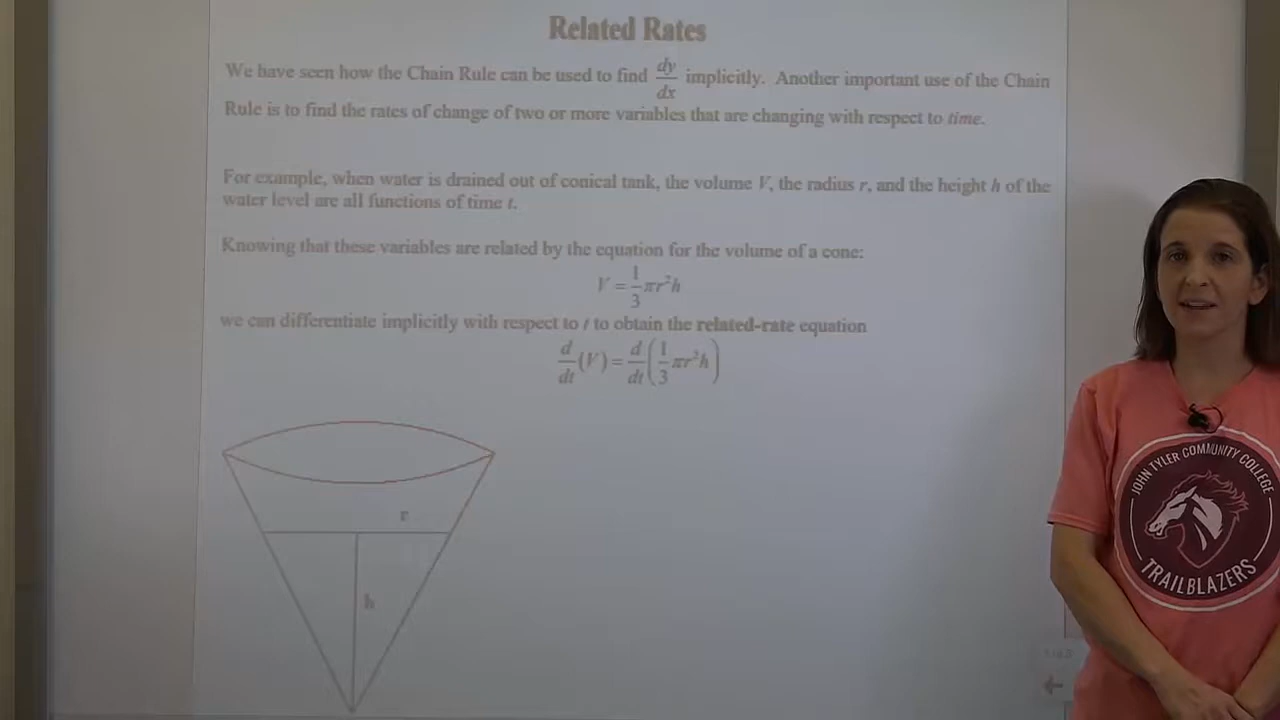 Related Rates
We have seen how the Chain Rule can be used to find dy/dx implicitly. Another important use of the Chain
Rule is to find the rates of change of two or more variables that are changing with respect to time.
For example, when water is drained out of conical tank, the volume V, the radius r, and the height h of the
water level are all functions of time t.
Knowing that these variables are related by the equation for the volume of a cone:
V = 1/3 πr²h
we can differentiate implicitly with respect to t to obtain the related-rate equation
d/dt (V) = d/dt (1/3 πr²h)
r
h
JOHN TYLER COMMUNITY COLLEGE
TRAILBLAZERS